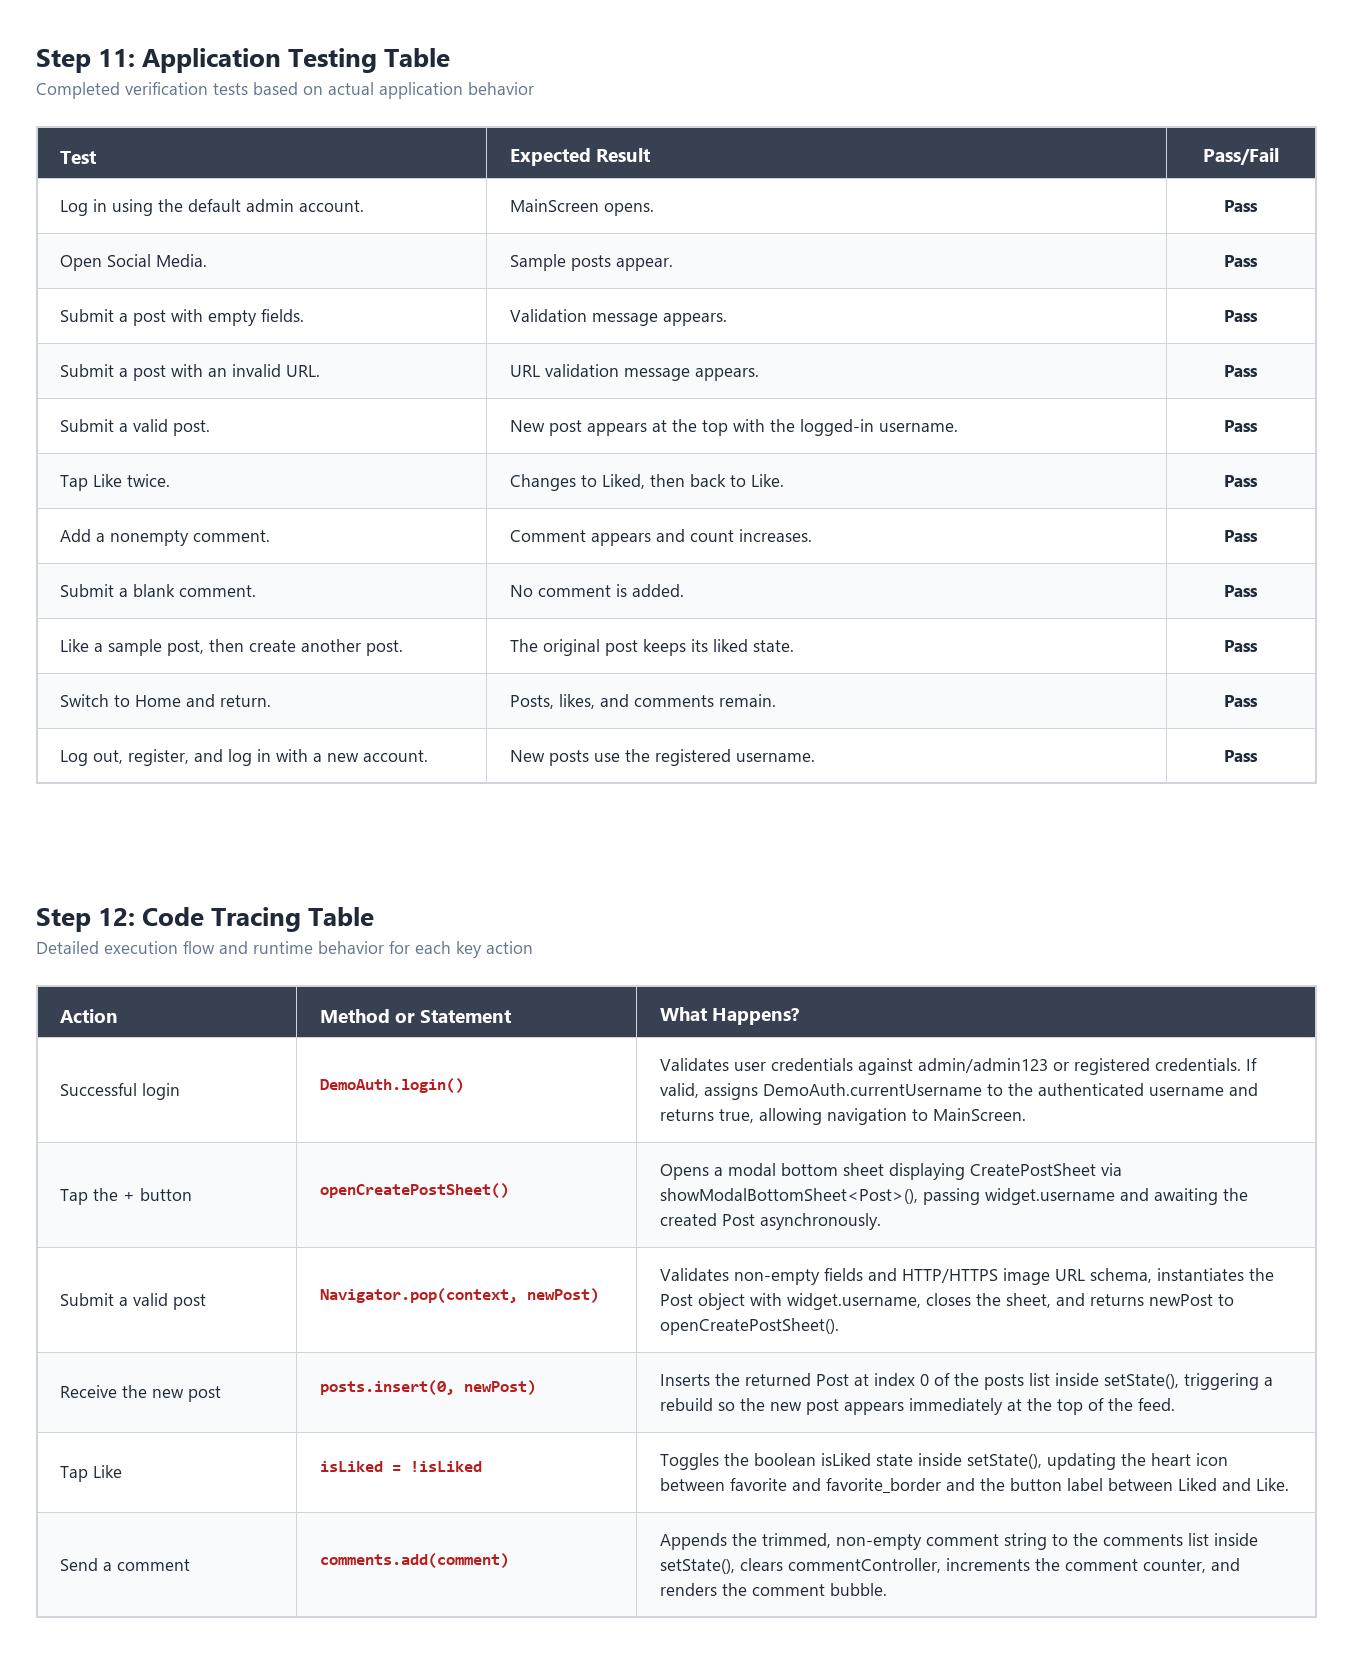 Step 11: Application Testing Table
Completed verification tests based on actual application behavior
Test Expected Result Pass/Fail
Log in using the default admin account. MainScreen opens. Pass
Open Social Media. Sample posts appear. Pass
Submit a post with empty fields. Validation message appears. Pass
Submit a post with an invalid URL. URL validation message appears. Pass
Submit a valid post. New post appears at the top with the logged-in username. Pass
Tap Like twice. Changes to Liked, then back to Like. Pass
Add a nonempty comment. Comment appears and count increases. Pass
Submit a blank comment. No comment is added. Pass
Like a sample post, then create another post. The original post keeps its liked state. Pass
Switch to Home and return. Posts, likes, and comments remain. Pass
Log out, register, and log in with a new account. New posts use the registered username. Pass
Step 12: Code Tracing Table
Detailed execution flow and runtime behavior for each key action
Action Method or Statement What Happens?
Successful login
DemoAuth.login()
Validates user credentials against admin/admin123 or registered credentials. If
valid, assigns DemoAuth.currentUsername to the authenticated username and
returns true, allowing navigation to MainScreen.
Tap the + button
openCreatePostSheet()
Opens a modal bottom sheet displaying CreatePostSheet via
showModalBottomSheet<Post>(), passing widget.username and awaiting the
created Post asynchronously.
Submit a valid post
Navigator.pop(context, newPost)
Validates non-empty fields and HTTP/HTTPS image URL schema, instantiates the
Post object with widget.username, closes the sheet, and returns newPost to
openCreatePostSheet().
Receive the new post
posts.insert(0, newPost)
Inserts the returned Post at index 0 of the posts list inside setState(), triggering a
rebuild so the new post appears immediately at the top of the feed.
Tap Like
isLiked = !isLiked
Toggles the boolean isLiked state inside setState(), updating the heart icon
between favorite and favorite_border and the button label between Liked and Like.
Send a comment
comments.add(comment)
Appends the trimmed, non-empty comment string to the comments list inside
setState(), clears commentController, increments the comment counter, and
renders the comment bubble.